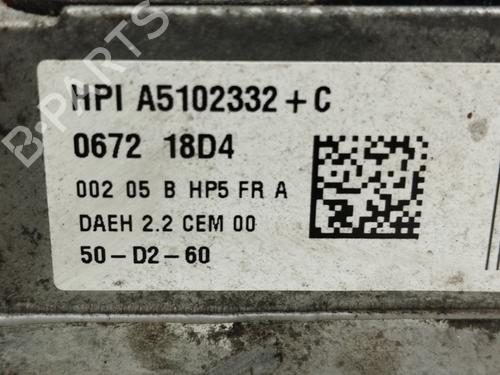 B-PARTS
HPI A5102332+C
0672 18D4
002 05 B HP5 FR A
DAEH 2.2 CEM 00
50-D2-60